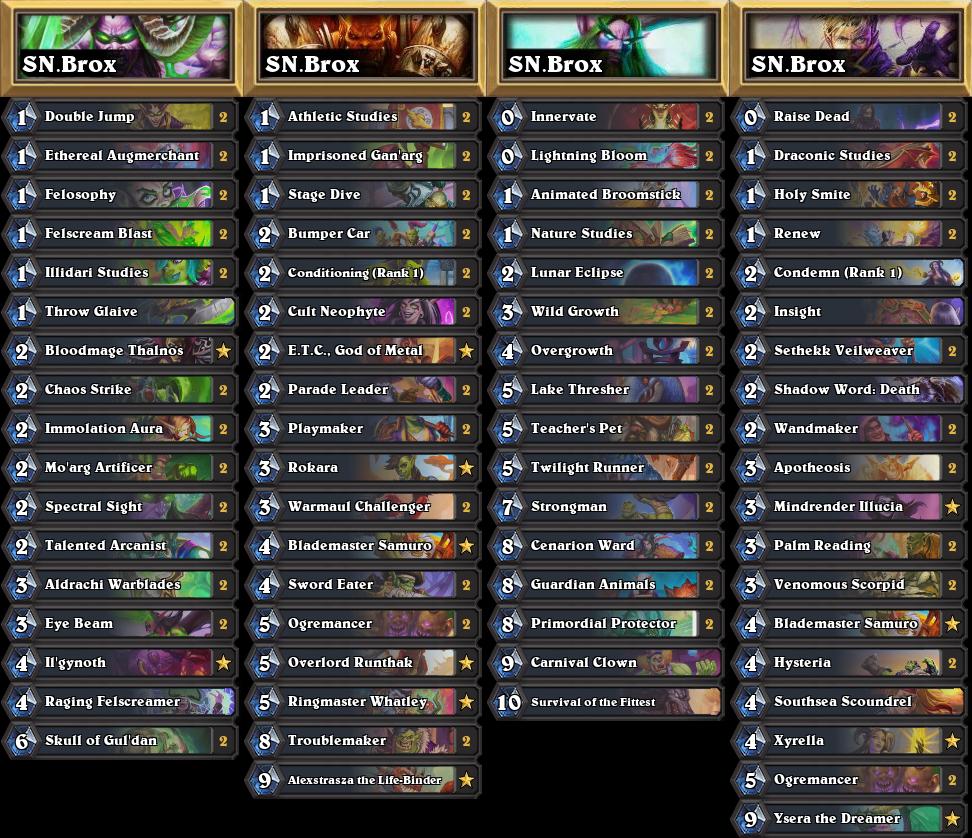 SN.Brox
1 Double Jump 2
1 Ethereal Augmerchant 2
1 Felosophy 2
1 Felscream Blast 2
1 Illidari Studies 2
1 Throw Glaive
2 Bloodmage Thalnos
2 Chaos Strike 2
2 Immolation Aura 2
2 Mo'arg Artificer 2
2 Spectral Sight 2
2 Talented Arcanist 2
3 Aldrachi Warblades 2
3 Eye Beam 2
4 Il'gynoth
4 Raging Felscreamer
6 Skull of Gul'dan 2
SN.Brox
1 Athletic Studies 2
1 Imprisoned Gan'arg 2
1 Stage Dive 2
2 Bumper Car 2
2 Conditioning (Rank 1) 2
2 Cult Neophyte 2
2 E.T.C., God of Metal
2 Parade Leader 2
3 Playmaker 2
3 Rokara
3 Warmaul Challenger 2
4 Blademaster Samuro
4 Sword Eater 2
5 Ogremancer 2
5 Overlord Runthak
5 Ringmaster Whatley
8 Troublemaker 2
9 Alexstrasza the Life-Binder
SN.Brox
0 Innervate 2
0 Lightning Bloom 2
1 Animated Broomstick 2
1 Nature Studies 2
2 Lunar Eclipse 2
3 Wild Growth 2
4 Overgrowth 2
5 Lake Thresher 2
5 Teacher's Pet 2
5 Twilight Runner 2
7 Strongman 2
8 Cenarion Ward 2
8 Guardian Animals 2
8 Primordial Protector 2
9 Carnival Clown
10 Survival of the Fittest
SN.Brox
0 Raise Dead 2
1 Draconic Studies 2
1 Holy Smite 2
1 Renew 2
2 Condemn (Rank 1)
2 Insight
2 Sethekk Veilweaver 2
2 Shadow Word: Death
2 Wandmaker 2
3 Apotheosis 2
3 Mindrender Illucia
3 Palm Reading 2
3 Venomous Scorpid 2
4 Blademaster Samuro
4 Hysteria 2
4 Southsea Scoundrel
4 Xyrella
5 Ogremancer 2
9 Ysera the Dreamer